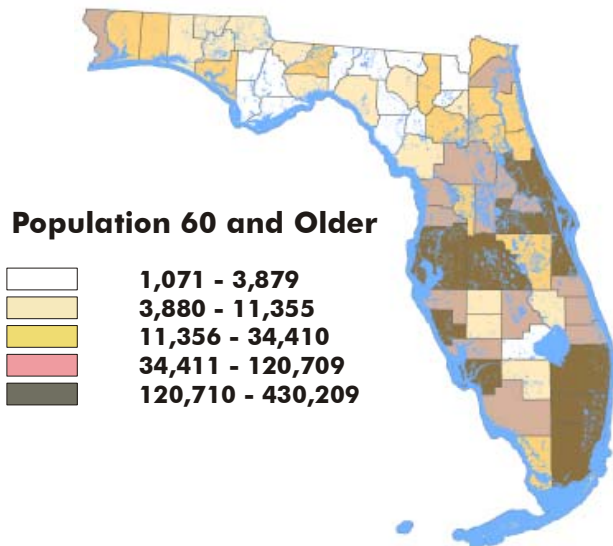 Population 60 and Older
1,071 - 3,879
3,880 - 11,355
11,356 - 34,410
34,411 - 120,709
120,710 - 430,209